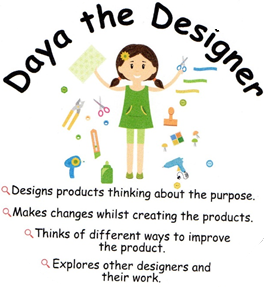 Daya the Designer
Designs products thinking about the purpose.
Makes changes whilst creating the products.
Thinks of different ways to improve
the product.
Explores other designers and
their work.